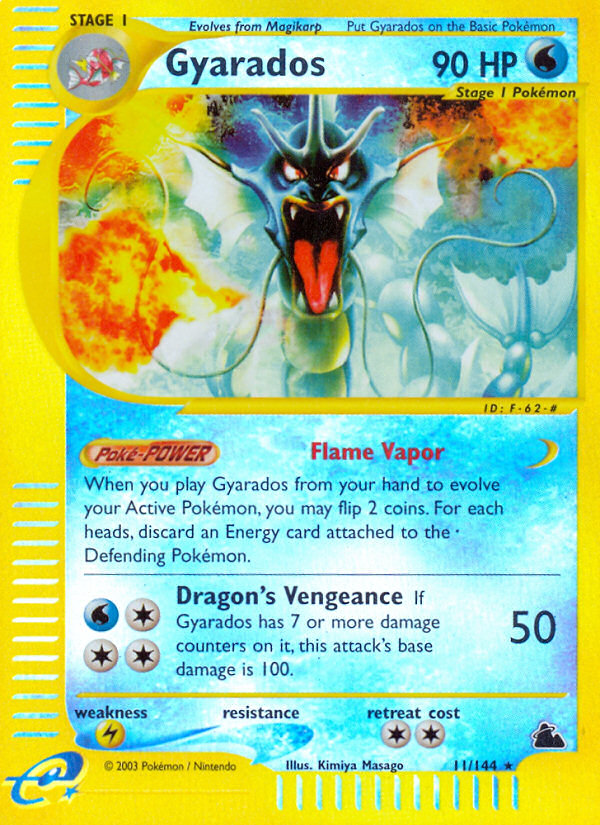 STAGE 1
Evolves from Magikarp Put Gyarados on the Basic Pokémon
Gyarados 90 HP
Stage 1 Pokémon
ID: F-62-#
Poké-POWER Flame Vapor
When you play Gyarados from your hand to evolve
your Active Pokémon, you may flip 2 coins. For each
heads, discard an Energy card attached to the
Defending Pokémon.
Dragon's Vengeance If
Gyarados has 7 or more damage
counters on it, this attack's base
damage is 100.
50
weakness resistance retreat cost
e
© 2003 Pokémon / Nintendo Illus. Kimiya Masago 11/144 ★